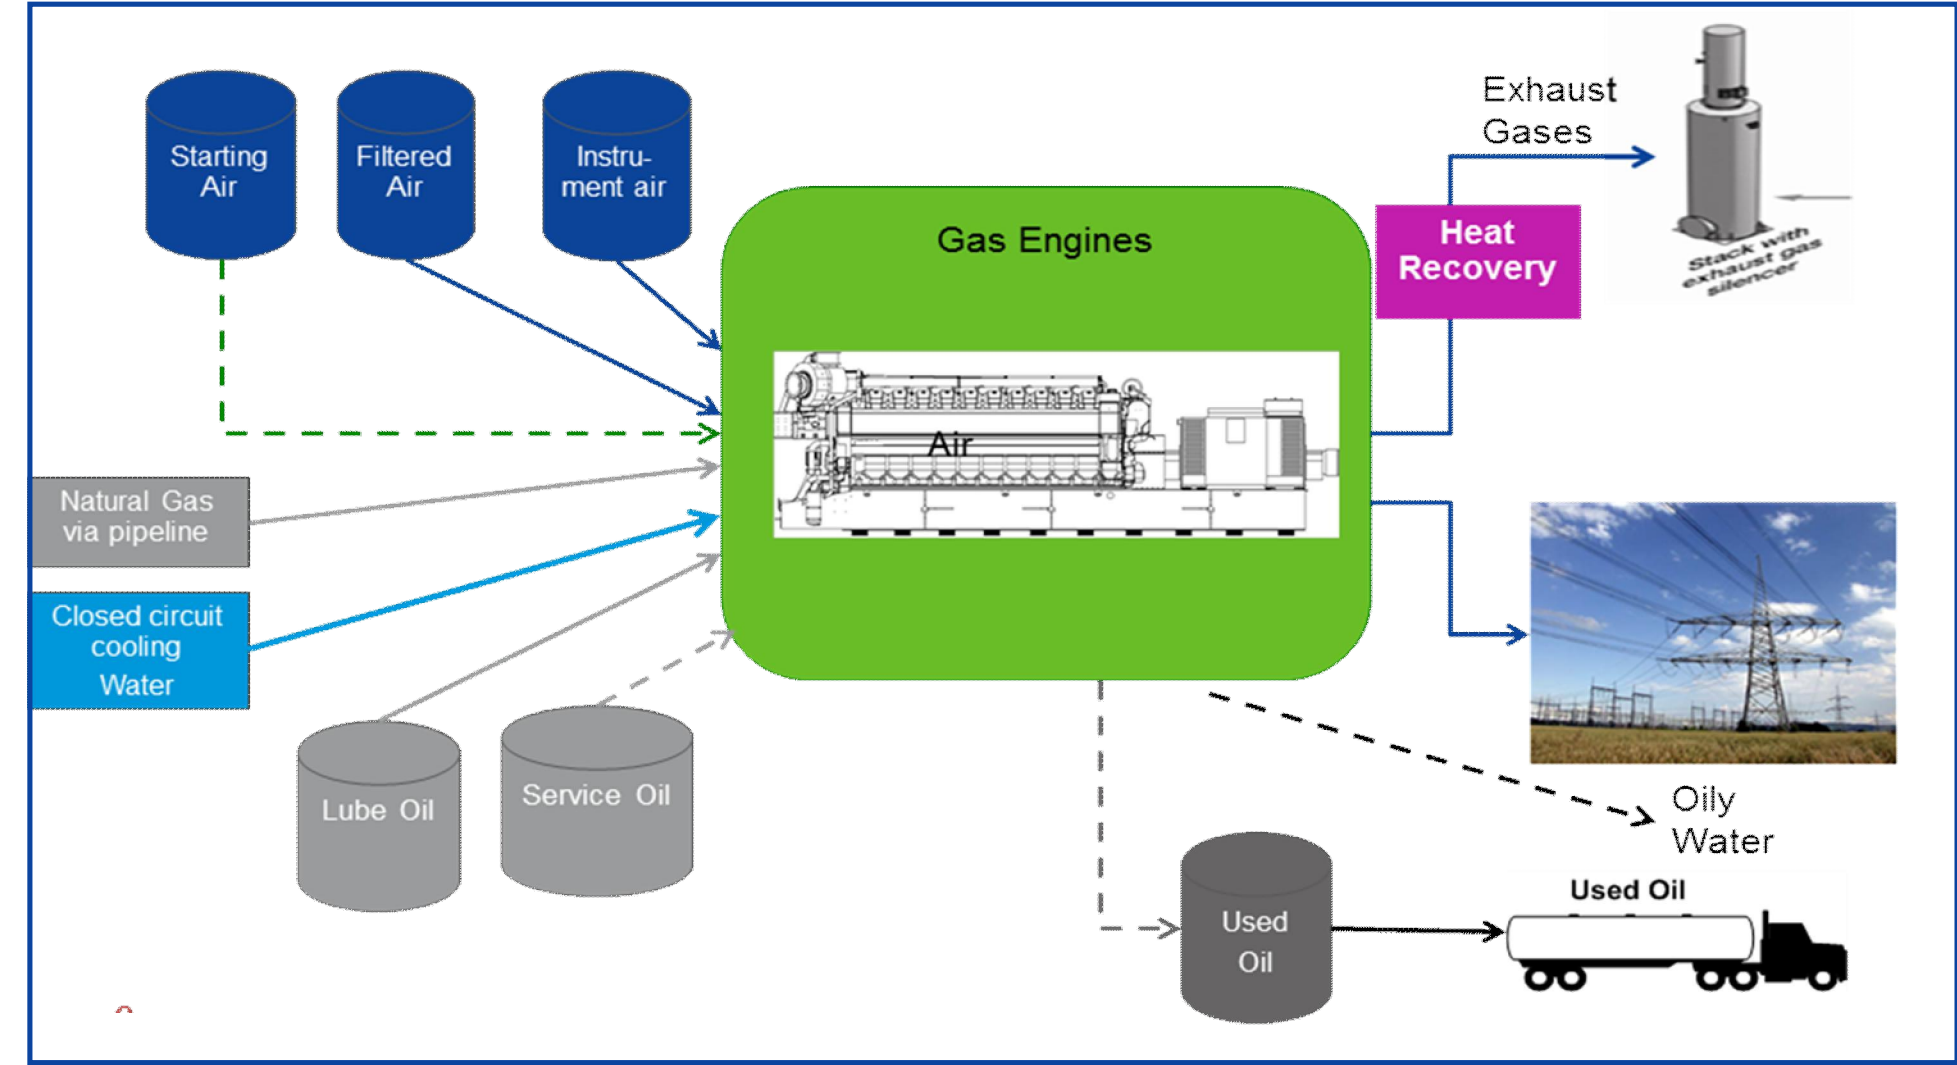 Starting
Air
Filtered
Air
Instru-
ment air
Exhaust
Gases
Gas Engines
Heat
Recovery
Stack with
exhaust gas
silencer
Air
Natural Gas
via pipeline
Closed circuit
cooling
Water
Lube Oil
Service Oil
Oily
Water
Used Oil
Used
Oil